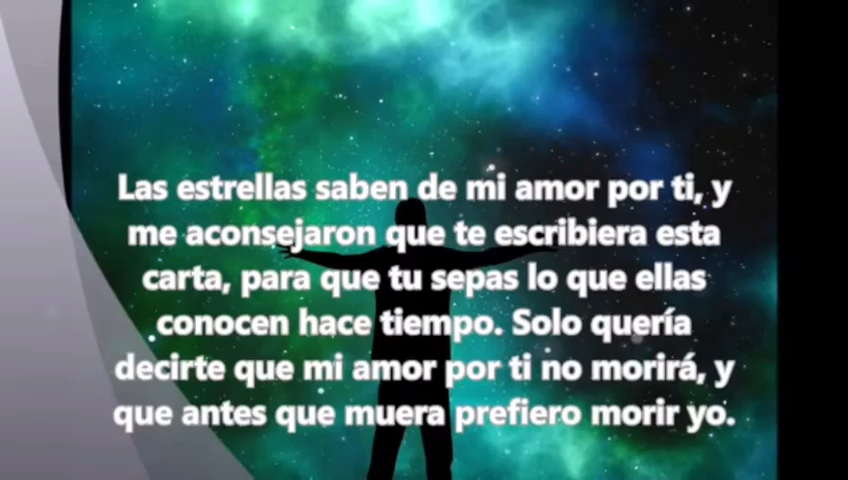 Las estrellas saben de mi amor por ti, y
me aconsejaron que te escribiera esta
carta, para que tu sepas lo que ellas
conocen hace tiempo. Solo quería
decirte que mi amor por ti no morirá, y
que antes que muera prefiero morir yo.